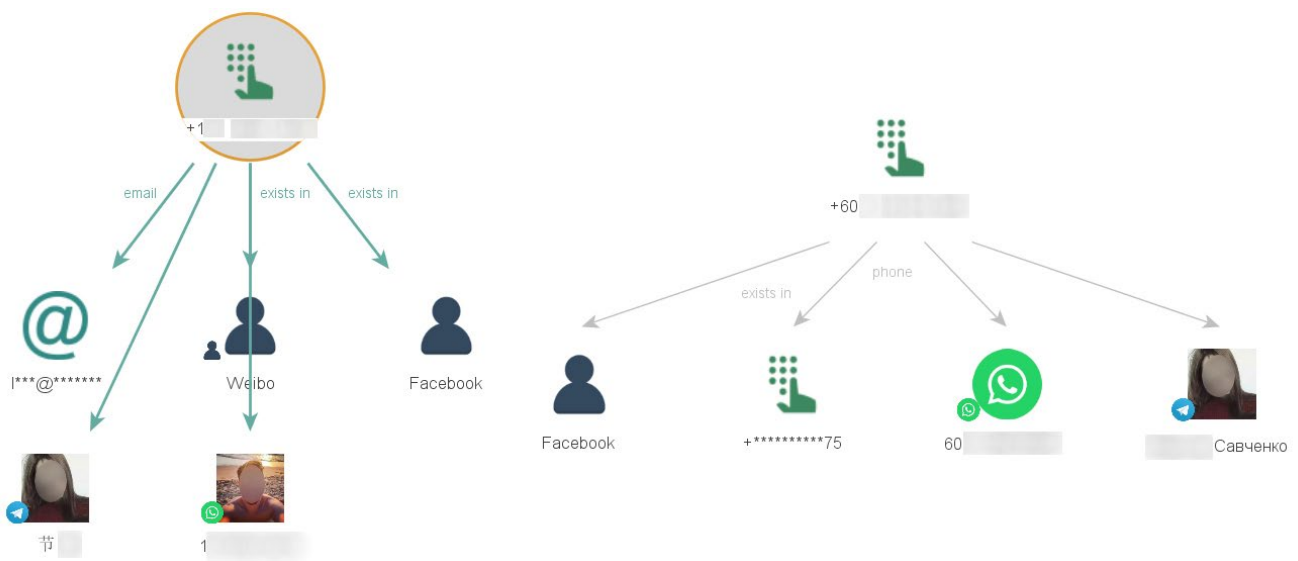 +1
email
exists in
exists in
l***@*******
Weibo
Facebook
节
1
+60
exists in
phone
Facebook
+**********75
60
Савченко